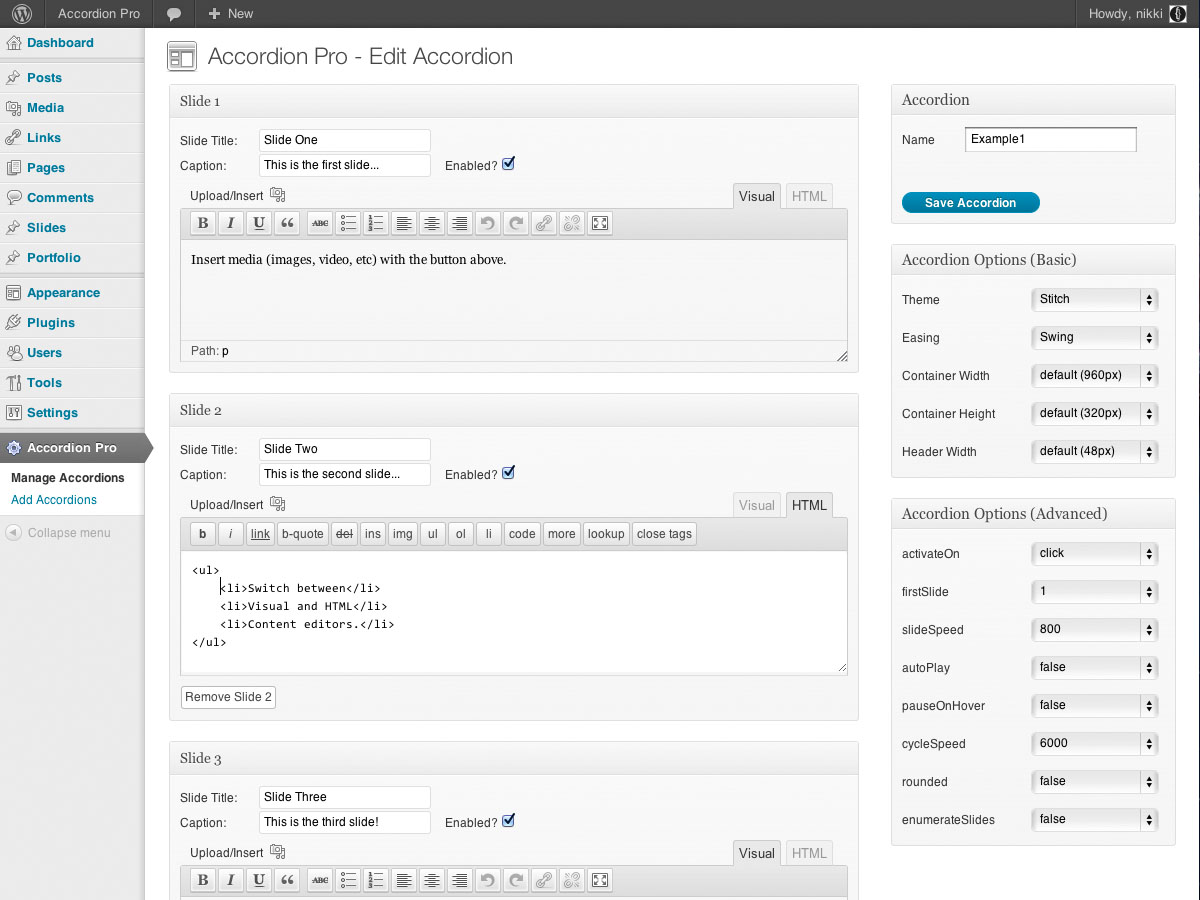 Accordion Pro
New
Howdy, nikki
Dashboard
Posts
Media
Links
Pages
Comments
Slides
Portfolio
Appearance
Plugins
Users
Tools
Settings
Accordion Pro
Manage Accordions
Add Accordions
Collapse menu
Accordion Pro - Edit Accordion
Slide 1
Slide Title: Slide One
Caption: This is the first slide... Enabled?
Upload/Insert Visual HTML
B I U “ ABC
Insert media (images, video, etc) with the button above.
Path: p
Slide 2
Slide Title: Slide Two
Caption: This is the second slide... Enabled?
Upload/Insert Visual HTML
b i link b-quote del ins img ul ol li code more lookup close tags
<ul>
<li>Switch between</li>
<li>Visual and HTML</li>
<li>Content editors.</li>
</ul>
Remove Slide 2
Slide 3
Slide Title: Slide Three
Caption: This is the third slide! Enabled?
Upload/Insert Visual HTML
B I U “ ABC
Accordion
Name Example1
Save Accordion
Accordion Options (Basic)
Theme Stitch
Easing Swing
Container Width default (960px)
Container Height default (320px)
Header Width default (48px)
Accordion Options (Advanced)
activateOn click
firstSlide 1
slideSpeed 800
autoPlay false
pauseOnHover false
cycleSpeed 6000
rounded false
enumerateSlides false